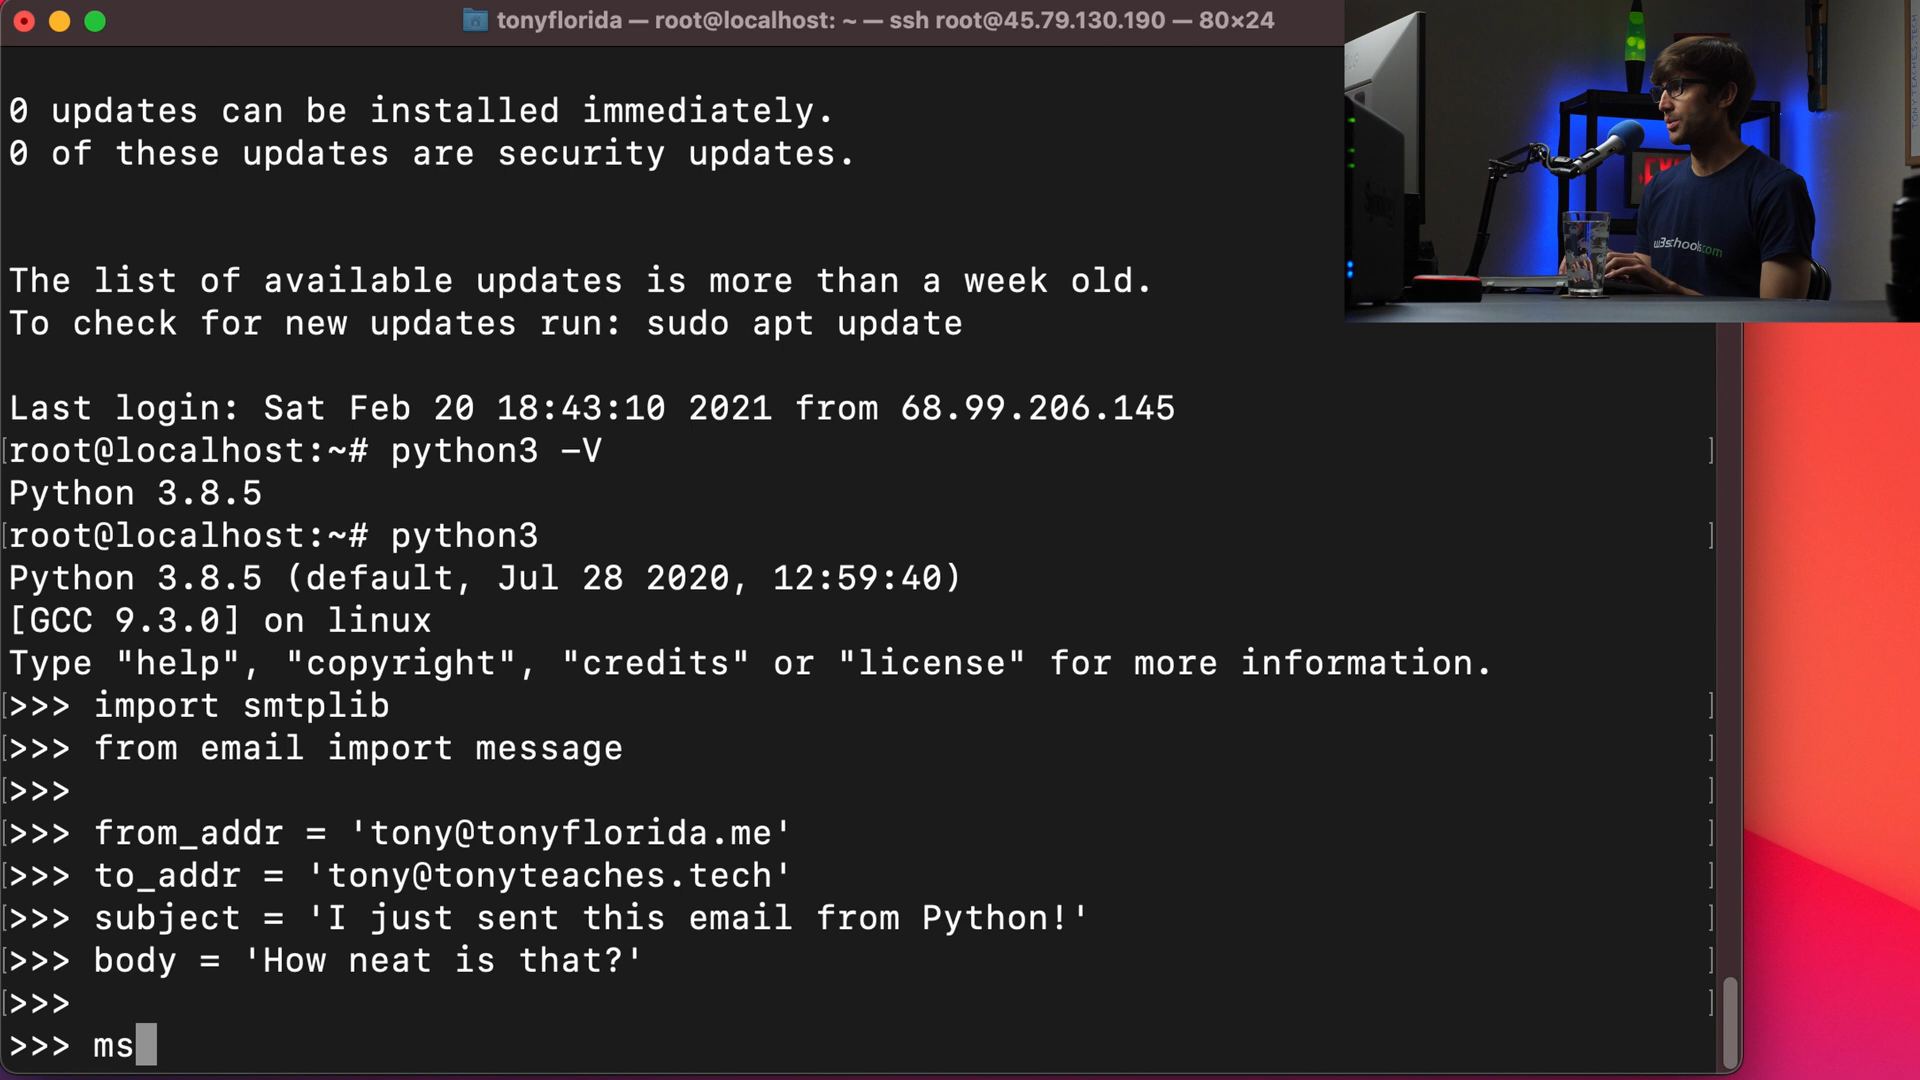 tonyflorida — root@localhost: ~ — ssh root@45.79.130.190 — 80×24
0 updates can be installed immediately.
0 of these updates are security updates.
The list of available updates is more than a week old.
To check for new updates run: sudo apt update
Last login: Sat Feb 20 18:43:10 2021 from 68.99.206.145
[root@localhost:~# python3 -V ]
Python 3.8.5
[root@localhost:~# python3 ]
Python 3.8.5 (default, Jul 28 2020, 12:59:40)
[GCC 9.3.0] on linux
Type "help", "copyright", "credits" or "license" for more information.
[>>> import smtplib ]
[>>> from email import message ]
[>>> ]
[>>> from_addr = 'tony@tonyflorida.me' ]
[>>> to_addr = 'tony@tonyteaches.tech' ]
[>>> subject = 'I just sent this email from Python!' ]
[>>> body = 'How neat is that?' ]
[>>> ]
>>> ms
w3schools.com
TONYTEACHES.TECH